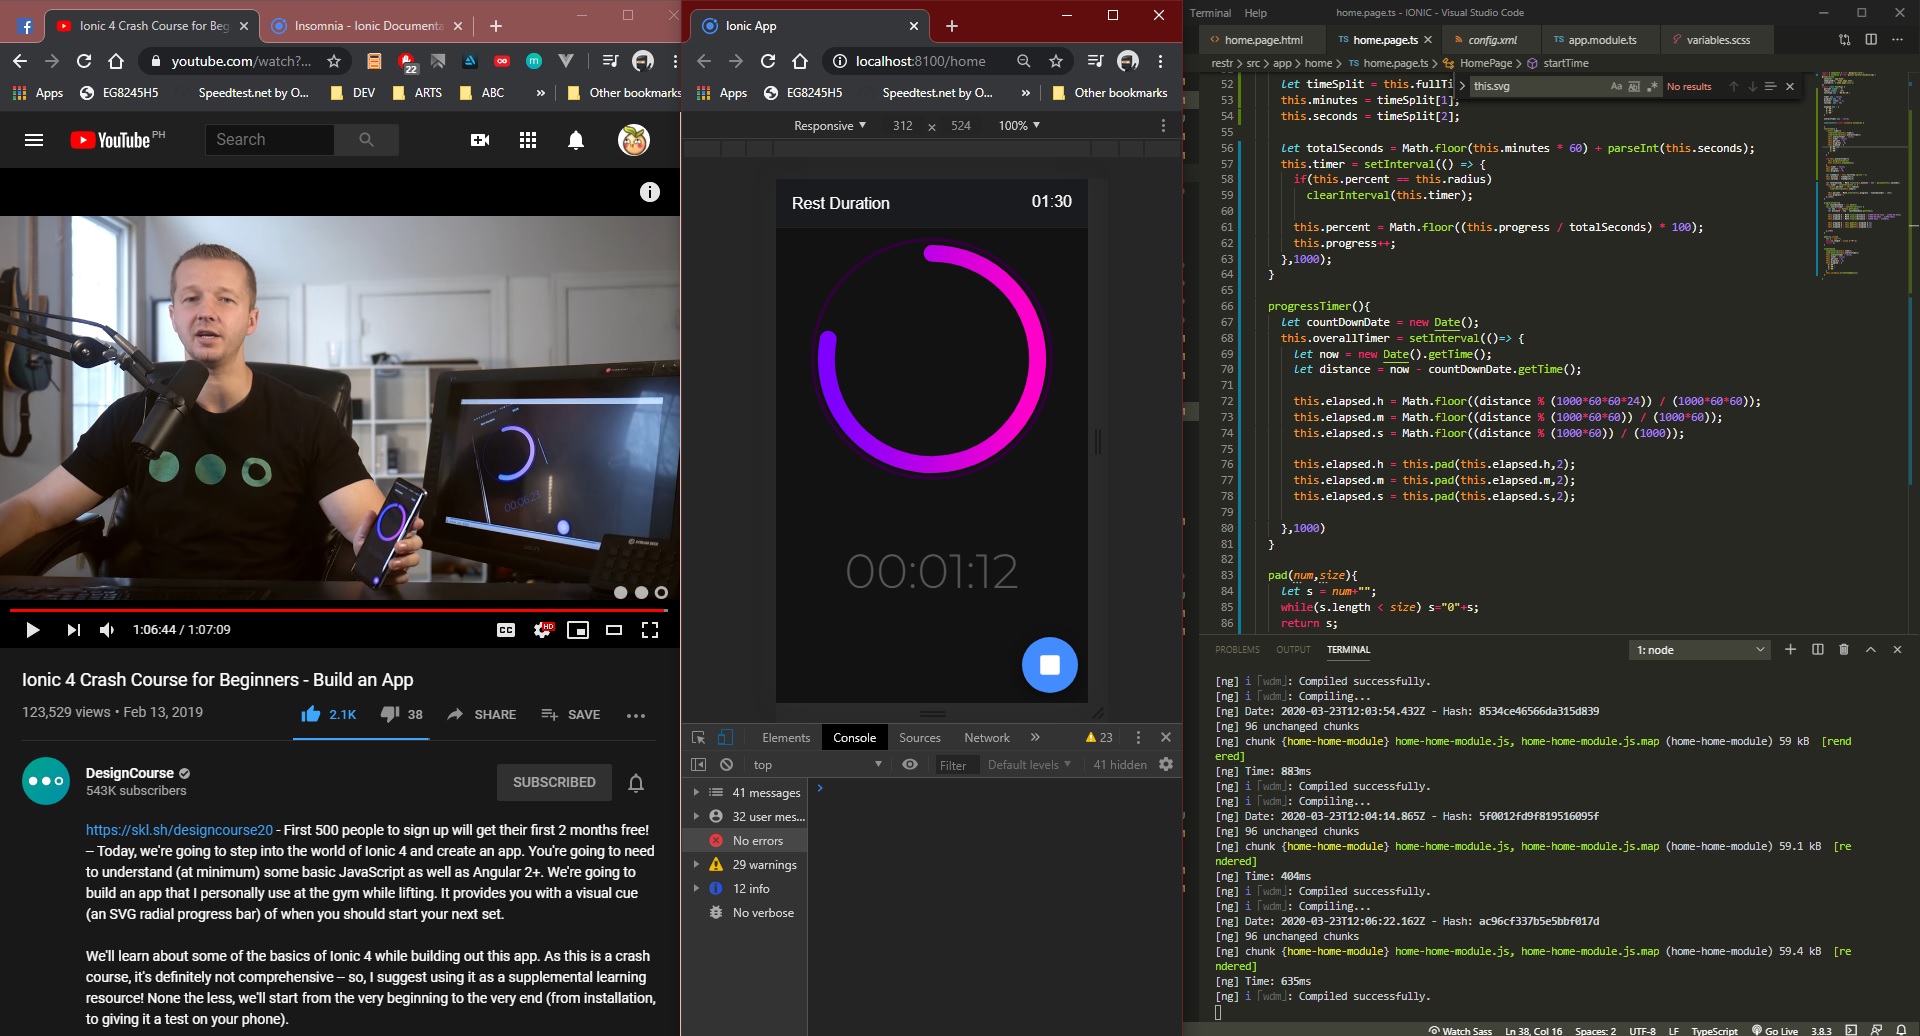 Ionic 4 Crash Course for Beg
Insomnia - Ionic Documenta
youtube.com/watch?...
22
Apps
EG8245H5
Speedtest.net by O...
DEV
ARTS
ABC
»
Other bookmarks
YouTube PH
Search
1:06:44 / 1:07:09
CC
HD
Ionic 4 Crash Course for Beginners - Build an App
123,529 views • Feb 13, 2019
2.1K
38
SHARE
SAVE
DesignCourse
543K subscribers
SUBSCRIBED
https://skl.sh/designcourse20 - First 500 people to sign up will get their first 2 months free!
-- Today, we're going to step into the world of Ionic 4 and create an app. You're going to need
to understand (at minimum) some basic JavaScript as well as Angular 2+. We're going to
build an app that I personally use at the gym while lifting. It provides you with a visual cue
(an SVG radial progress bar) of when you should start your next set.
We'll learn about some of the basics of Ionic 4 while building out this app. As this is a crash
course, it's definitely not comprehensive -- so, I suggest using it as a supplemental learning
resource! None the less, we'll start from the very beginning to the very end (from installation,
to giving it a test on your phone).
Ionic App
localhost:8100/home
Apps
EG8245H5
Speedtest.net by O...
»
Other bookmarks
Responsive
312 x 524
100%
Rest Duration
01:30
00:01:12
Elements
Console
Sources
Network
»
23
top
Filter
Default levels
41 hidden
41 messages
32 user mes...
No errors
29 warnings
12 info
No verbose
Terminal
Help
home.page.ts - IONIC - Visual Studio Code
home.page.html
home.page.ts
config.xml
app.module.ts
variables.scss
restr > src > app > home > home.page.ts > HomePage > startTime
this.svg
No results
52 let timeSplit = this.fullTi
53 this.minutes = timeSplit[1];
54 this.seconds = timeSplit[2];
55
56 let totalSeconds = Math.floor(this.minutes * 60) + parseInt(this.seconds);
57 this.timer = setInterval(() => {
58 if(this.percent == this.radius)
59 clearInterval(this.timer);
60
61 this.percent = Math.floor((this.progress / totalSeconds) * 100);
62 this.progress++;
63 },1000);
64 }
65
66 progressTimer(){
67 let countDownDate = new Date();
68 this.overallTimer = setInterval(()=> {
69 let now = new Date().getTime();
70 let distance = now - countDownDate.getTime();
71
72 this.elapsed.h = Math.floor((distance % (1000*60*60*24)) / (1000*60*60));
73 this.elapsed.m = Math.floor((distance % (1000*60*60)) / (1000*60));
74 this.elapsed.s = Math.floor((distance % (1000*60)) / (1000));
75
76 this.elapsed.h = this.pad(this.elapsed.h,2);
77 this.elapsed.m = this.pad(this.elapsed.m,2);
78 this.elapsed.s = this.pad(this.elapsed.s,2);
79
80 },1000)
81 }
82
83 pad(num,size){
84 let s = num+"";
85 while(s.length < size) s="0"+s;
86 return s;
PROBLEMS
OUTPUT
TERMINAL
1: node
[ng] i ｢wdm｣: Compiled successfully.
[ng] i ｢wdm｣: Compiling...
[ng] Date: 2020-03-23T12:03:54.432Z - Hash: 8534ce46566da315d839
[ng] 96 unchanged chunks
[ng] chunk {home-home-module} home-home-module.js, home-home-module.js.map (home-home-module) 59 kB [rend
ered]
[ng] Time: 883ms
[ng] i ｢wdm｣: Compiled successfully.
[ng] i ｢wdm｣: Compiling...
[ng] Date: 2020-03-23T12:04:14.865Z - Hash: 5f0012fd9f819516095f
[ng] 96 unchanged chunks
[ng] chunk {home-home-module} home-home-module.js, home-home-module.js.map (home-home-module) 59.1 kB [re
ndered]
[ng] Time: 404ms
[ng] i ｢wdm｣: Compiled successfully.
[ng] i ｢wdm｣: Compiling...
[ng] Date: 2020-03-23T12:06:22.162Z - Hash: ac96cf337b5e5bbf017d
[ng] 96 unchanged chunks
[ng] chunk {home-home-module} home-home-module.js, home-home-module.js.map (home-home-module) 59.4 kB [re
ndered]
[ng] Time: 635ms
[ng] i ｢wdm｣: Compiled successfully.
Watch Sass
Ln 38, Col 16
Spaces: 2
UTF-8
LF
TypeScript
Go Live
3.8.3